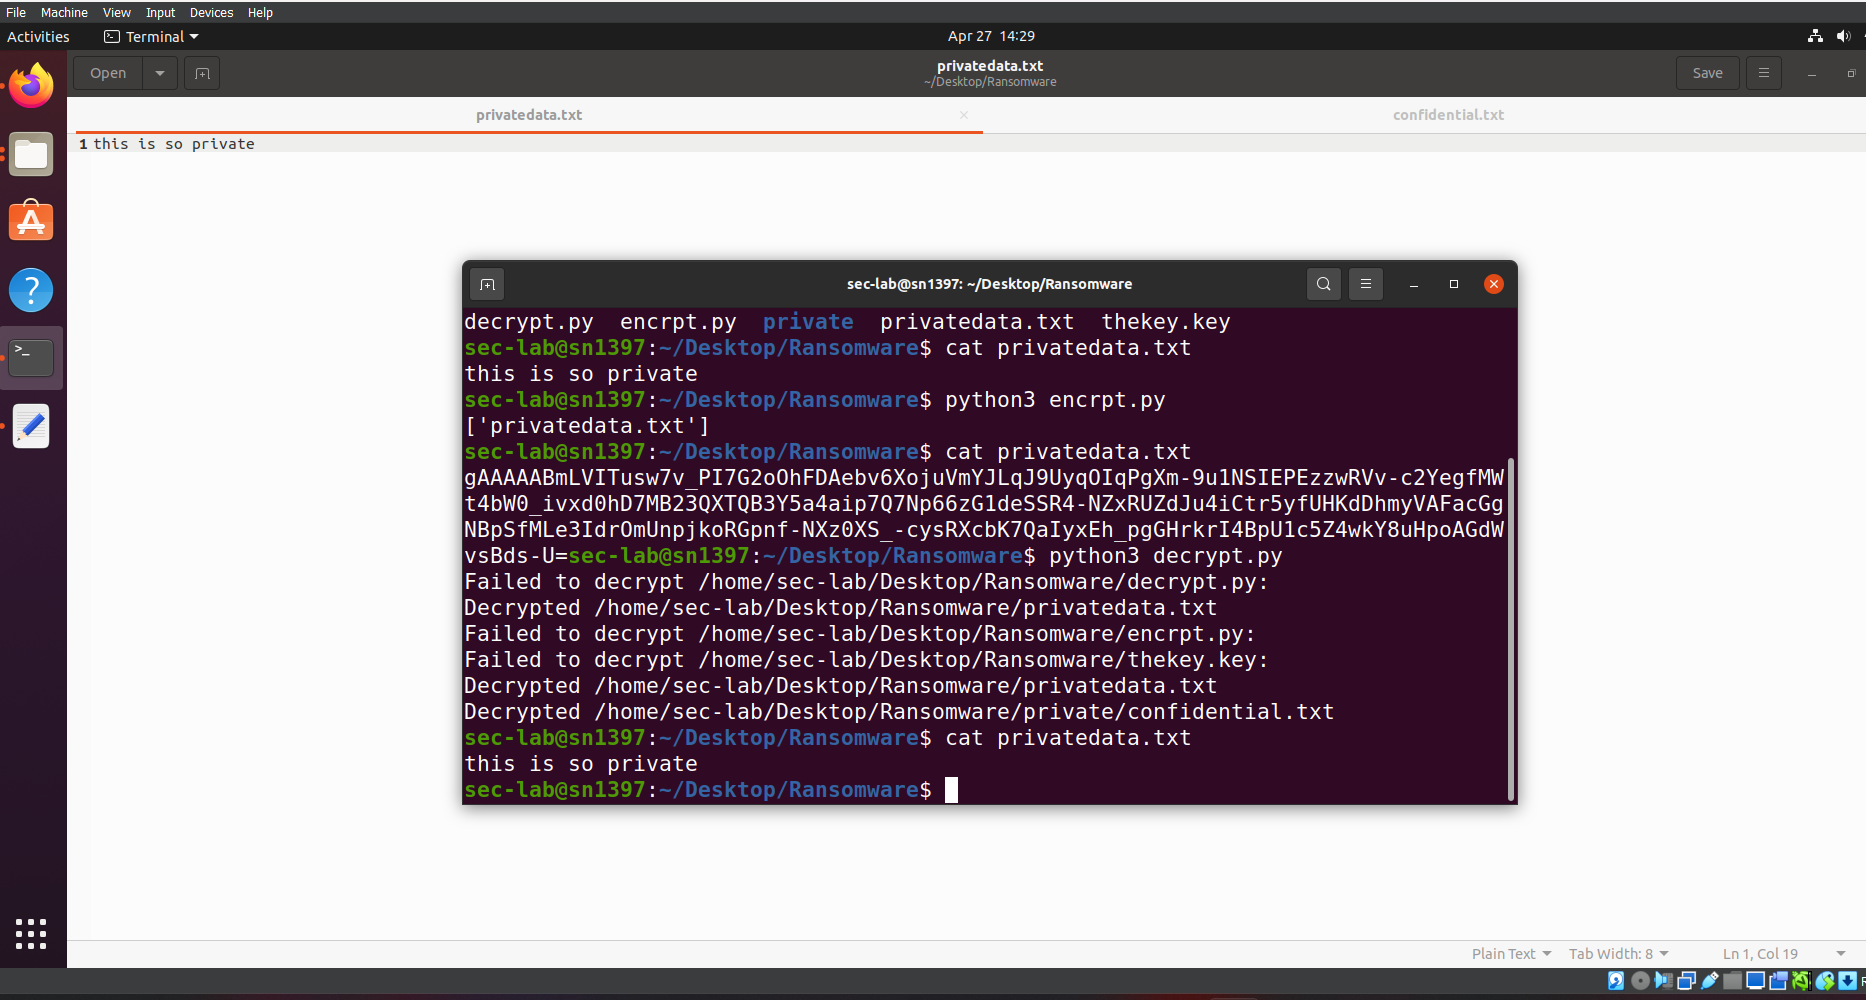 File Machine View Input Devices Help
Activities Terminal Apr 27 14:29
Open privatedata.txt Save
~/Desktop/Ransomware
privatedata.txt confidential.txt
1 this is so private
sec-lab@sn1397: ~/Desktop/Ransomware
decrypt.py encrpt.py private privatedata.txt thekey.key
sec-lab@sn1397:~/Desktop/Ransomware$ cat privatedata.txt
this is so private
sec-lab@sn1397:~/Desktop/Ransomware$ python3 encrpt.py
['privatedata.txt']
sec-lab@sn1397:~/Desktop/Ransomware$ cat privatedata.txt
gAAAAABmLVITusw7v_PI7G2oOhFDAebv6XojuVmYJLqJ9UyqOIqPgXm-9u1NSIEPEzzwRVv-c2YegfMW
t4bW0_ivxd0hD7MB23QXTQB3Y5a4aip7Q7Np66zG1deSSR4-NZxRUZdJu4iCtr5yfUHKdDhmyVAFacGg
NBpSfMLe3IdrOmUnpjkoRGpnf-NXz0XS_-cysRXcbK7QaIyxEh_pgGHrkrI4BpU1c5Z4wkY8uHpoAGdW
vsBds-U=sec-lab@sn1397:~/Desktop/Ransomware$ python3 decrypt.py
Failed to decrypt /home/sec-lab/Desktop/Ransomware/decrypt.py:
Decrypted /home/sec-lab/Desktop/Ransomware/privatedata.txt
Failed to decrypt /home/sec-lab/Desktop/Ransomware/encrpt.py:
Failed to decrypt /home/sec-lab/Desktop/Ransomware/thekey.key:
Decrypted /home/sec-lab/Desktop/Ransomware/privatedata.txt
Decrypted /home/sec-lab/Desktop/Ransomware/private/confidential.txt
sec-lab@sn1397:~/Desktop/Ransomware$ cat privatedata.txt
this is so private
sec-lab@sn1397:~/Desktop/Ransomware$
Plain Text Tab Width: 8 Ln 1, Col 19